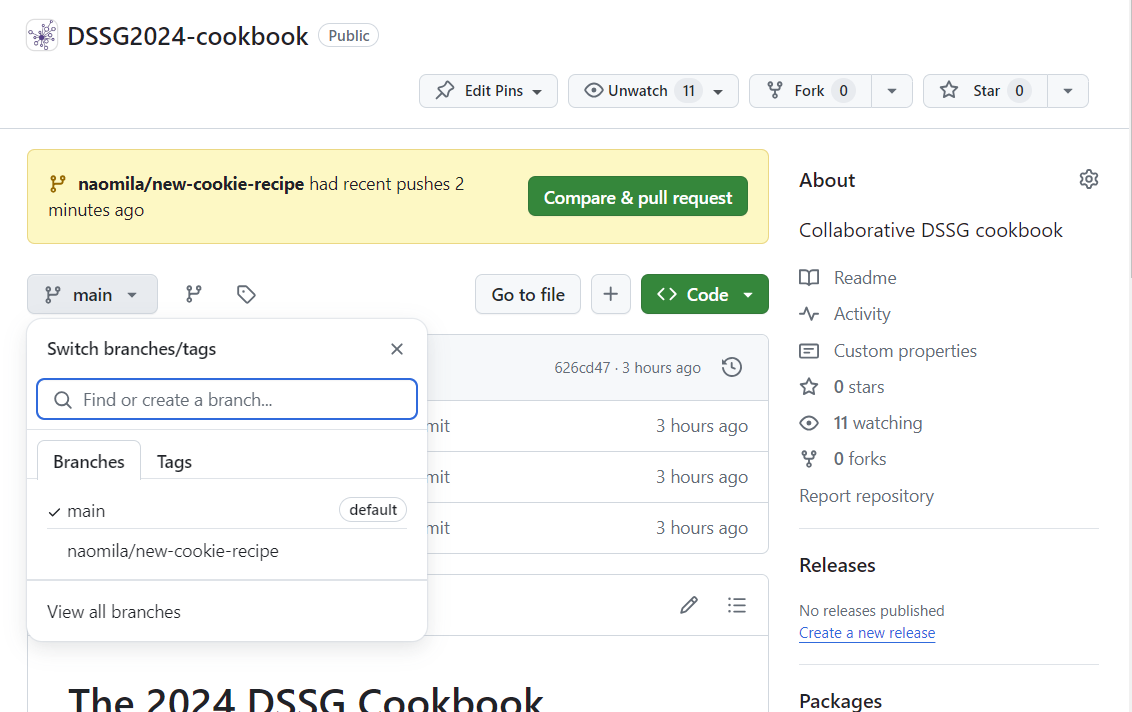 DSSG2024-cookbook Public
Edit Pins Unwatch 11 Fork 0 Star 0
naomila/new-cookie-recipe had recent pushes 2
minutes ago
Compare & pull request
main Go to file Code
Switch branches/tags
Find or create a branch...
Branches Tags
main default
naomila/new-cookie-recipe
View all branches
626cd47 · 3 hours ago
mit 3 hours ago
mit 3 hours ago
mit 3 hours ago
The 2024 DSSG Cookbook
About
Collaborative DSSG cookbook
Readme
Activity
Custom properties
0 stars
11 watching
0 forks
Report repository
Releases
No releases published
Create a new release
Packages